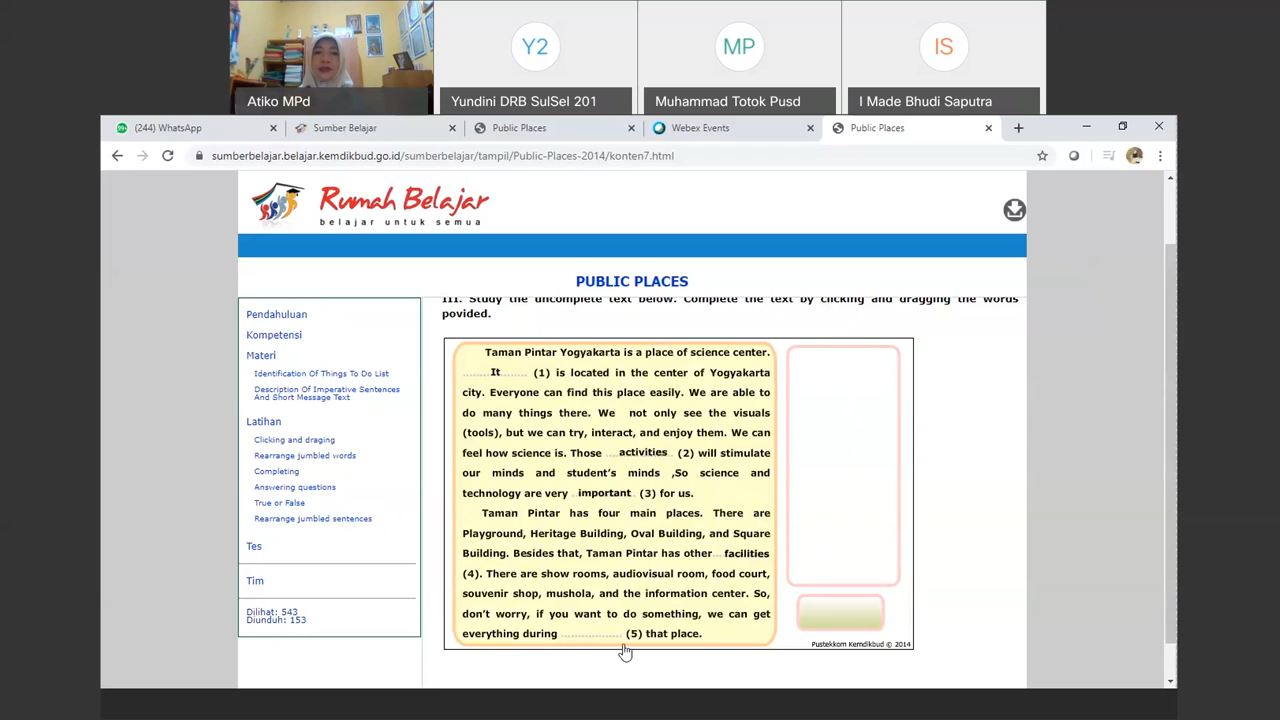 Y2
MP
IS
Atiko MPd
Yundini DRB SulSel 201
Muhammad Totok Pusd
I Made Bhudi Saputra
(244) WhatsApp
Sumber Belajar
Public Places
Webex Events
Public Places
sumberbelajar.belajar.kemdikbud.go.id/sumberbelajar/tampil/Public-Places-2014/konten7.html
Rumah Belajar
belajar untuk semua
PUBLIC PLACES
Pendahuluan
Kompetensi
Materi
Identification Of Things To Do List
Description Of Imperative Sentences
And Short Message Text
Latihan
Clicking and draging
Rearrange jumbled words
Completing
Answering questions
True or False
Rearrange jumbled sentences
Tes
Tim
Dilihat: 543
Diunduh: 153
III. Study the uncomplete text below. Complete the text by clicking and dragging the words
povided.
Taman Pintar Yogyakarta is a place of science center.
........It........ (1) is located in the center of Yogyakarta
city. Everyone can find this place easily. We are able to
do many things there. We not only see the visuals
(tools), but we can try, interact, and enjoy them. We can
feel how science is. Those ...activities.. (2) will stimulate
our minds and student's minds ,So science and
technology are very ..important.. (3) for us.
Taman Pintar has four main places. There are
Playground, Heritage Building, Oval Building, and Square
Building. Besides that, Taman Pintar has other.. facilities
(4). There are show rooms, audiovisual room, food court,
souvenir shop, mushola, and the information center. So,
don't worry, if you want to do something, we can get
everything during .................... (5) that place.
Pustekkom Kemdikbud © 2014